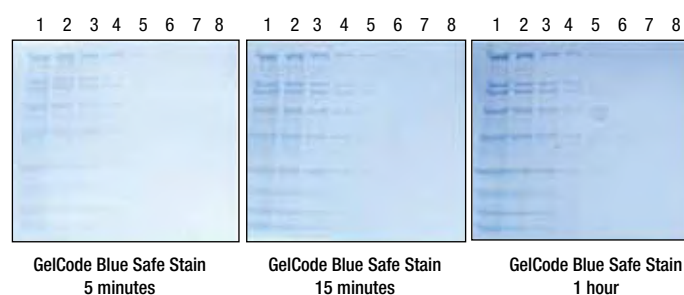 1 2 3 4 5 6 7 8
1 2 3 4 5 6 7 8
1 2 3 4 5 6 7 8
GelCode Blue Safe Stain
5 minutes
GelCode Blue Safe Stain
15 minutes
GelCode Blue Safe Stain
1 hour